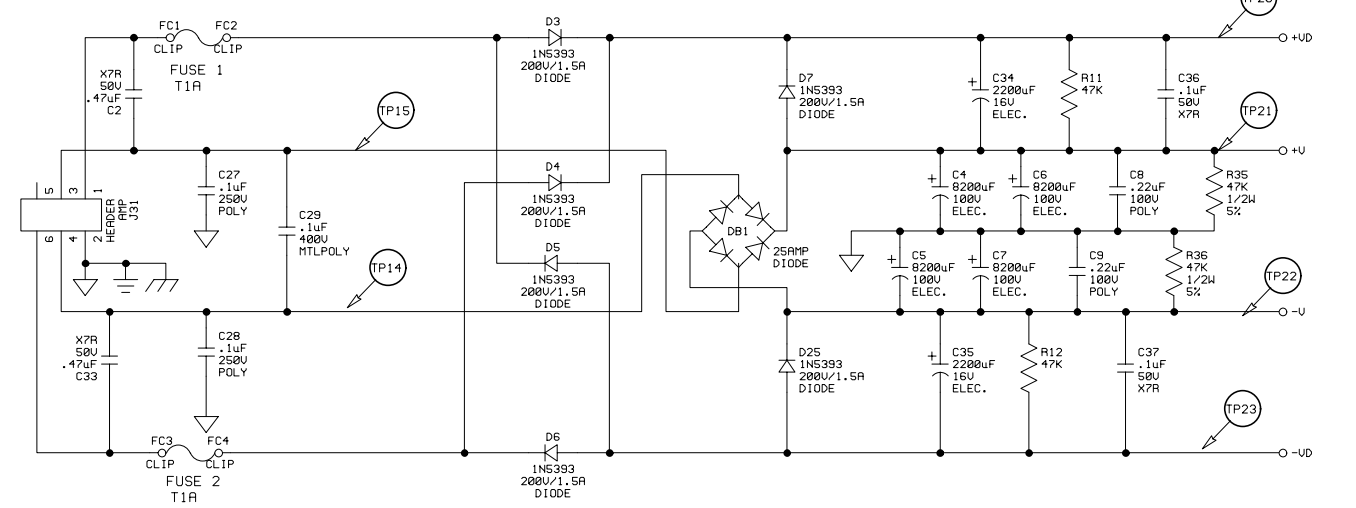 FC1 FC2
CLIP CLIP
FUSE 1
T1A
X7R
50V
.47uF
C2
D3
1N5393
200V/1.5A
DIODE
+VD
D7
1N5393
200V/1.5A
DIODE
C34
2200uF
16V
ELEC.
R11
47K
C36
.1uF
50V
X7R
TP15
TP21
+V
C27
.1uF
250V
POLY
C29
.1uF
400V
MTLPOLY
5 3 1
6 4 2
HEADER
AMP
J31
D4
1N5393
200V/1.5A
DIODE
DB1
25AMP
DIODE
C4
8200uF
100V
ELEC.
C6
8200uF
100V
ELEC.
C8
.22uF
100V
POLY
R35
47K
1/2W
5%
TP14
D5
1N5393
200V/1.5A
DIODE
C5
8200uF
100V
ELEC.
C7
8200uF
100V
ELEC.
C9
.22uF
100V
POLY
R36
47K
1/2W
5%
TP22
-V
X7R
50V
.47uF
C33
C28
.1uF
250V
POLY
D25
1N5393
200V/1.5A
DIODE
C35
2200uF
16V
ELEC.
R12
47K
C37
.1uF
50V
X7R
TP23
FC3 FC4
CLIP CLIP
FUSE 2
T1A
D6
1N5393
200V/1.5A
DIODE
-VD